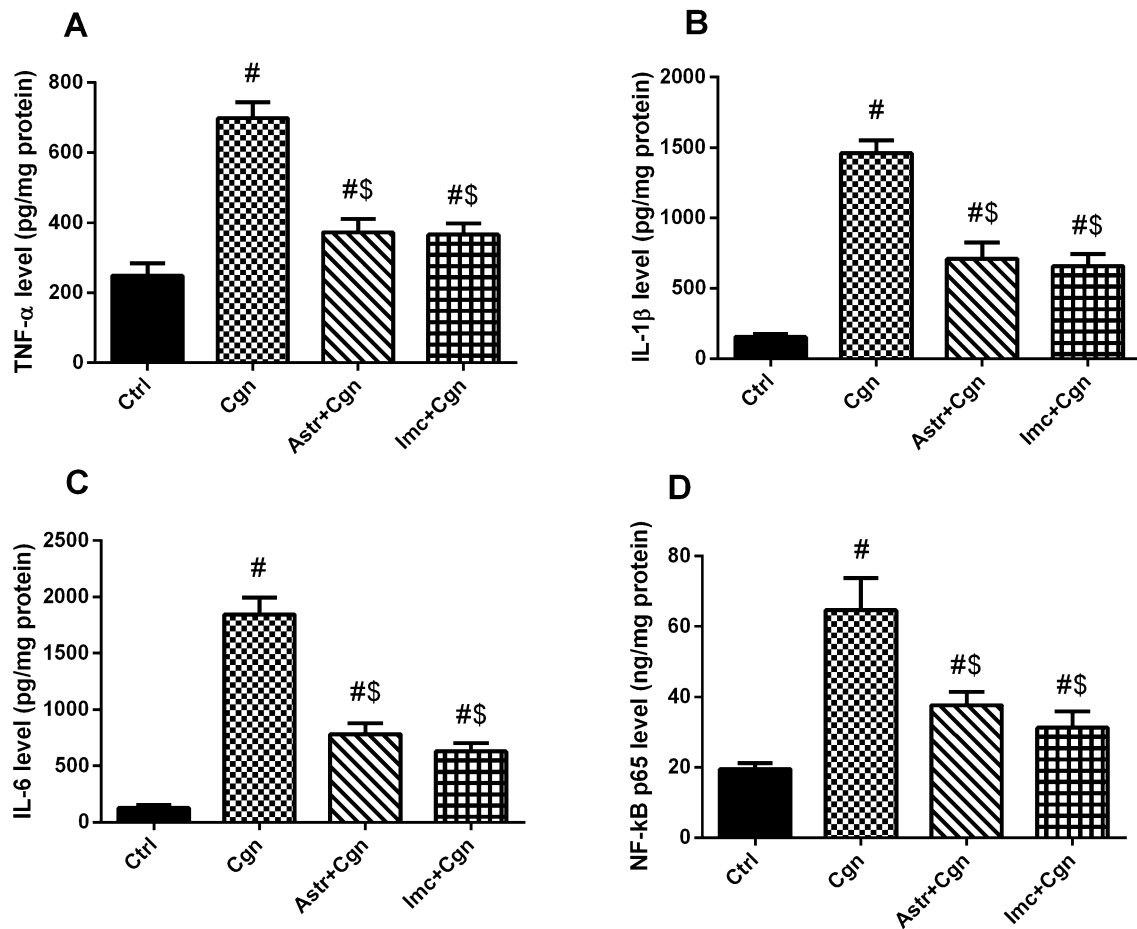 A
TNF-α level (pg/mg protein)
800
600
400
200
0
#
#$
#$
Ctrl
Cgn
Astr+Cgn
Imc+Cgn
B
IL-1β level (pg/mg protein)
2000
1500
1000
500
0
#
#$
#$
Ctrl
Cgn
Astr+Cgn
Imc+Cgn
C
IL-6 level (pg/mg protein)
2500
2000
1500
1000
500
0
#
#$
#$
Ctrl
Cgn
Astr+Cgn
Imc+Cgn
D
NF-kB p65 level (ng/mg protein)
80
60
40
20
0
#
#$
#$
Ctrl
Cgn
Astr+Cgn
Imc+Cgn